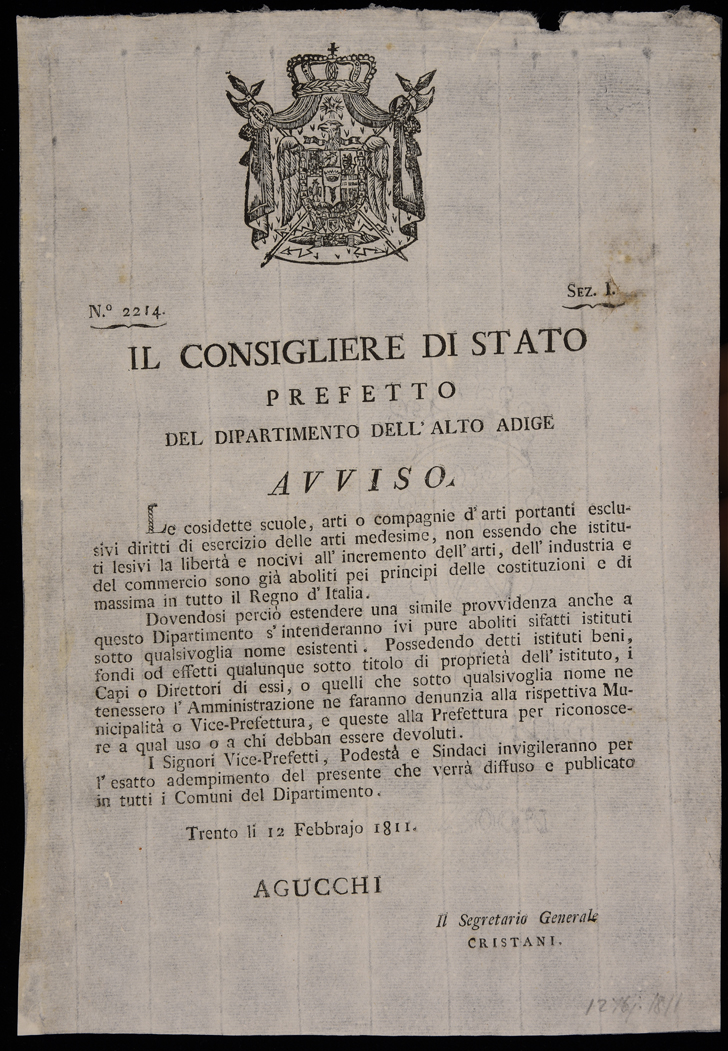 N.º 2214.
SEZ. I.
IL CONSIGLIERE DI STATO
PREFETTO
DEL DIPARTIMENTO DELL' ALTO ADIGE
AVVISO.
Le cosidette scuole, arti o compagnie d' arti portanti esclu-
sivi diritti di esercizio delle arti medesime, non essendo che istitu-
ti lesivi la libertà e nocivi all' incremento dell' arti, dell' industria e
del commercio sono già aboliti pei principi delle costituzioni e di
massima in tutto il Regno d' Italia.
Dovendosi perciò estendere una simile provvidenza anche a
questo Dipartimento s' intenderanno ivi pure aboliti sifatti istituti
sotto qualsivoglia nome esistenti. Possedendo detti istituti beni,
fondi od effetti qualunque sotto titolo di proprietà dell' istituto, i
Capi o Direttori di essi, o quelli che sotto qualsivoglia nome ne
tenessero l' Amministrazione ne faranno denunzia alla rispettiva Mu-
nicipalità o Vice-Prefettura, e queste alla Prefettura per riconosce-
re a qual uso o a chi debban essere devoluti.
I Signori Vice-Prefetti, Podestà e Sindaci invigileranno per
l' esatto adempimento del presente che verrà diffuso e publicato
in tutti i Comuni del Dipartimento.
Trento li 12 Febbrajo 1811.
AGUCCHI
Il Segretario Generale
CRISTANI.